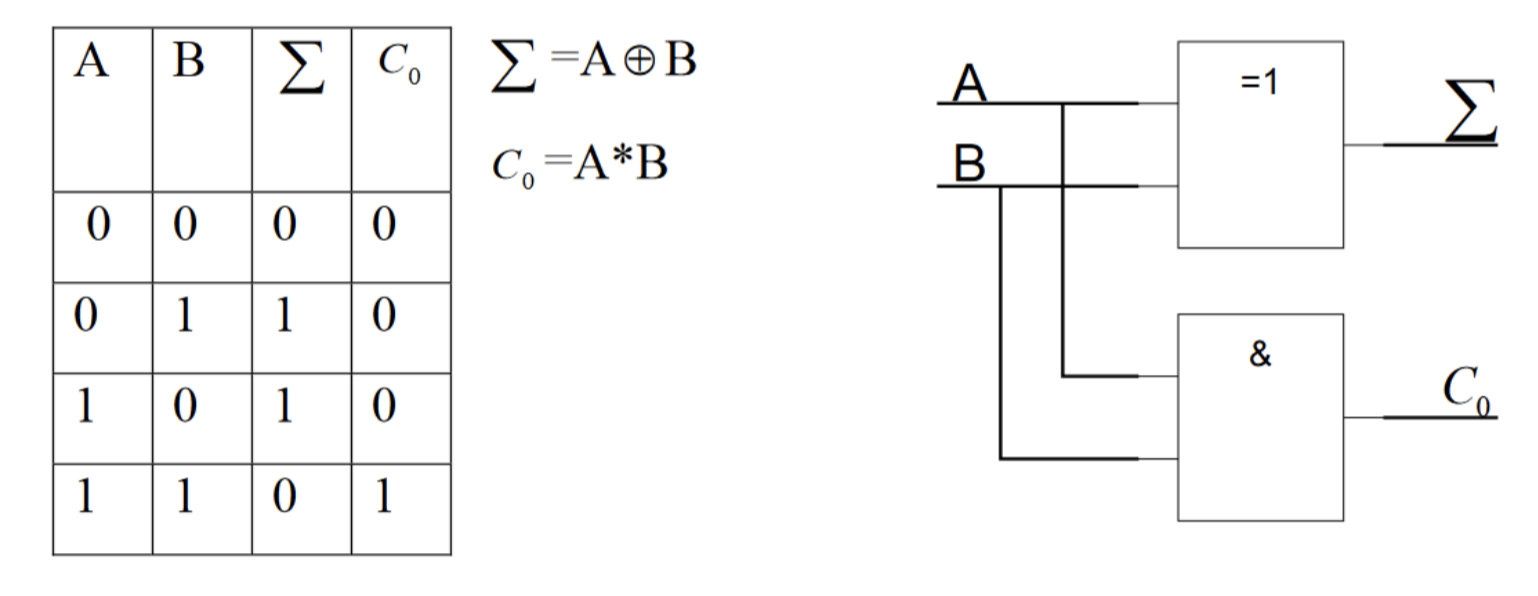 A B ∑ C₀
0 0 0 0
0 1 1 0
1 0 1 0
1 1 0 1
∑ =A⊕B
C₀ =A*B
A
B
=1
∑
&
C₀